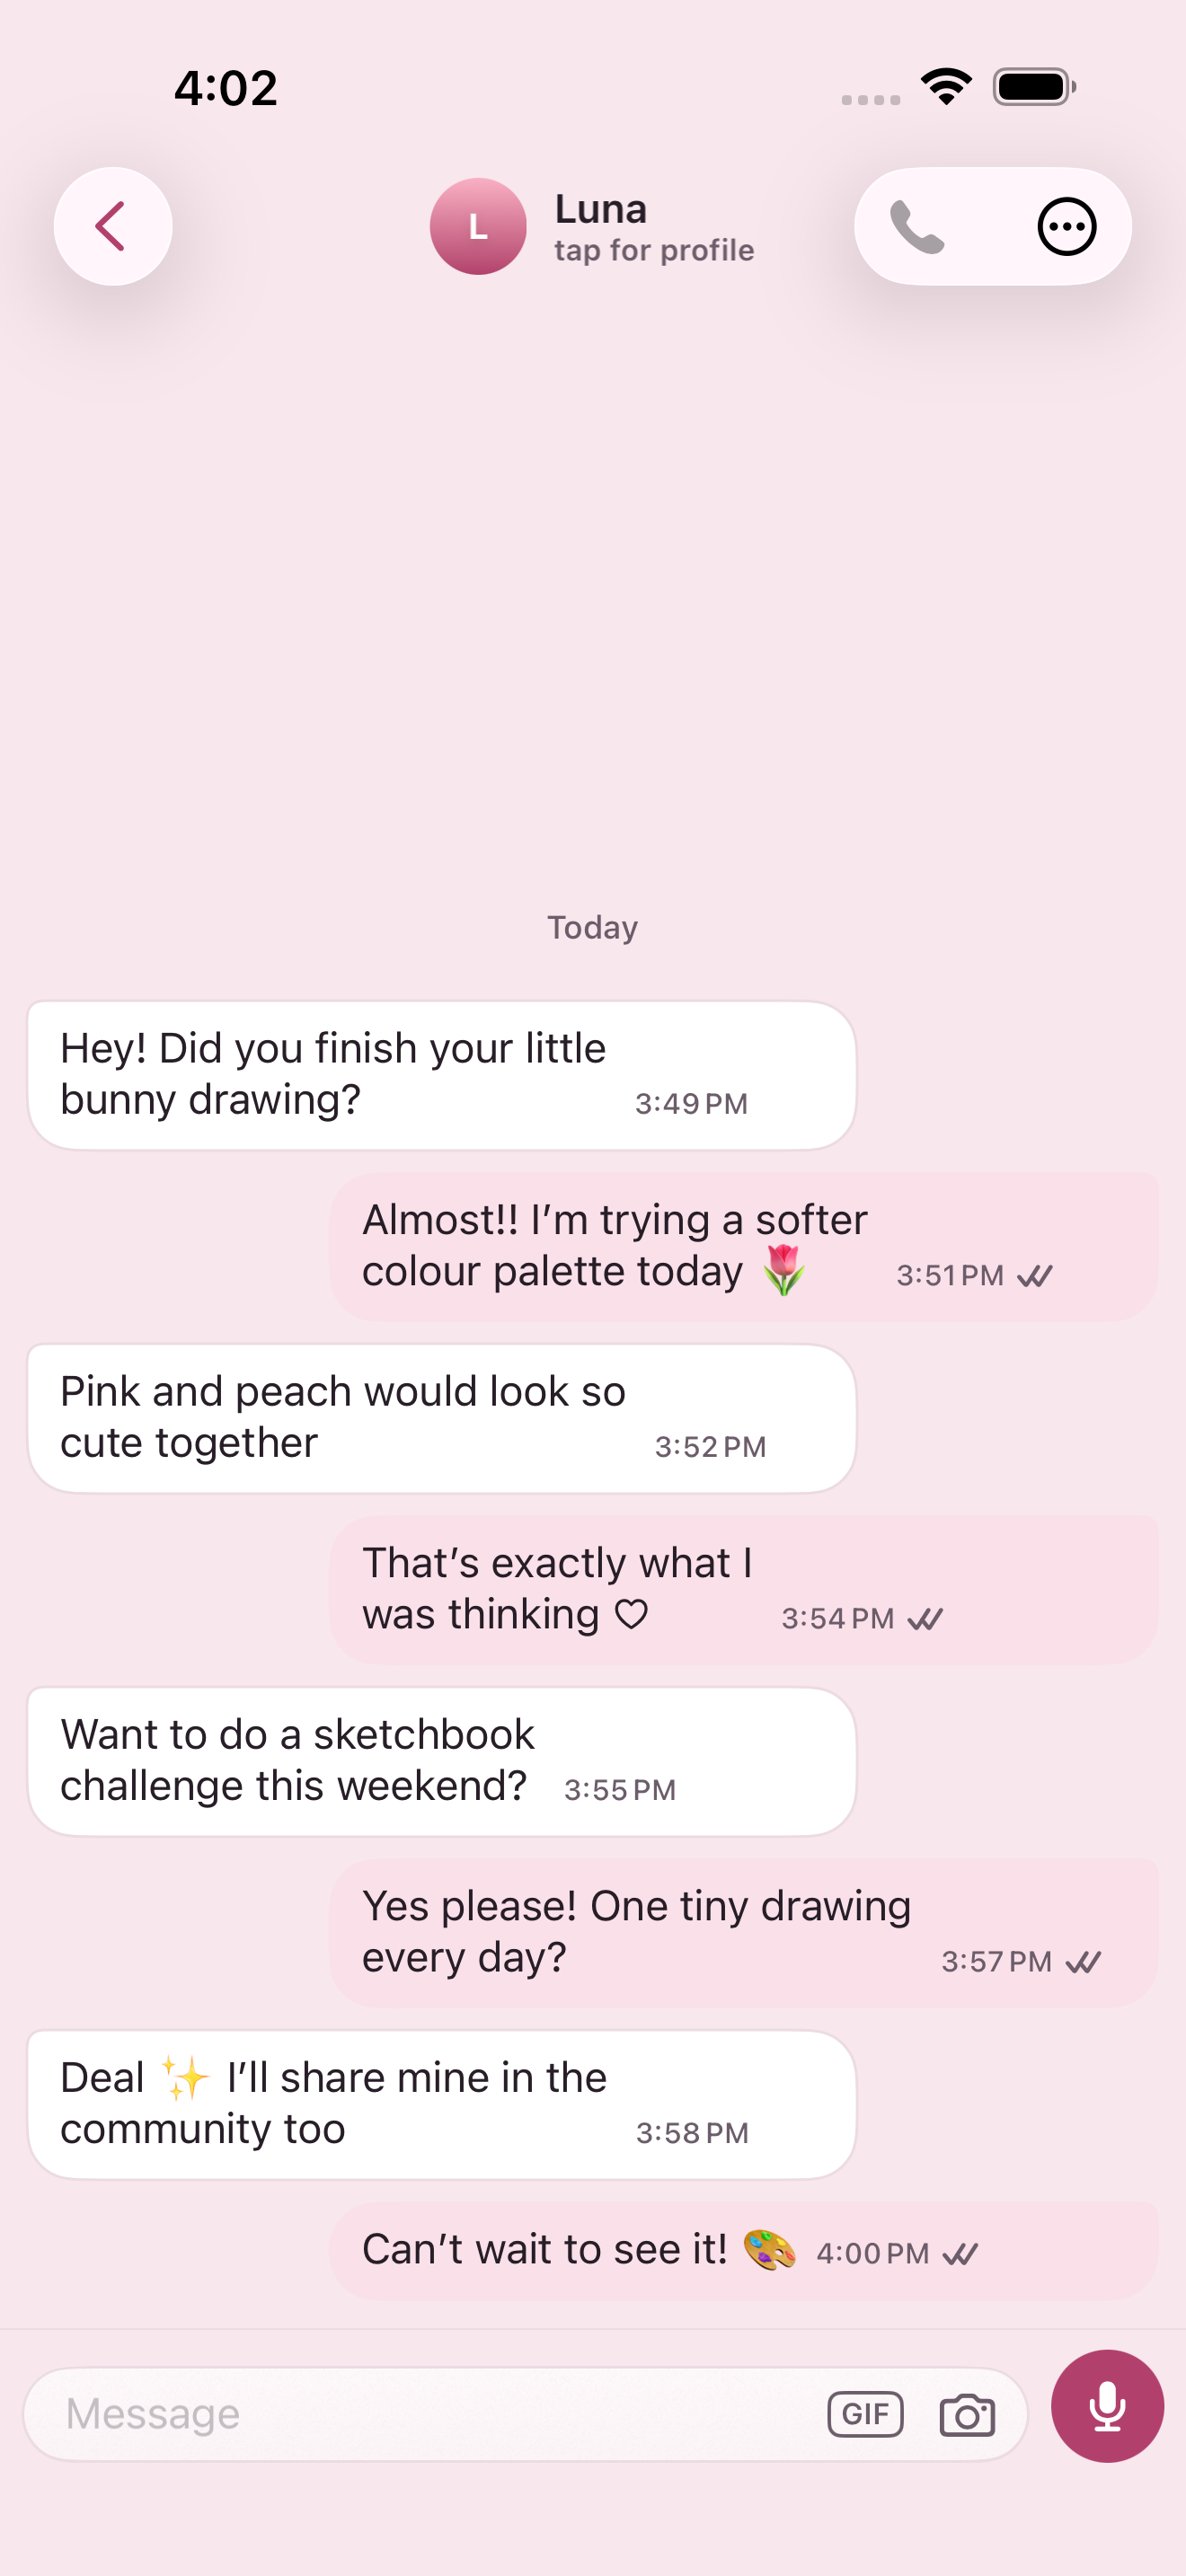 4:02
L
Luna
tap for profile
Today
Hey! Did you finish your little
bunny drawing?
3:49 PM
Almost!! I’m trying a softer
colour palette today 🌷
3:51 PM
Pink and peach would look so
cute together
3:52 PM
That’s exactly what I
was thinking ♡
3:54 PM
Want to do a sketchbook
challenge this weekend?
3:55 PM
Yes please! One tiny drawing
every day?
3:57 PM
Deal ✨ I’ll share mine in the
community too
3:58 PM
Can’t wait to see it! 🎨
4:00 PM
Message
GIF